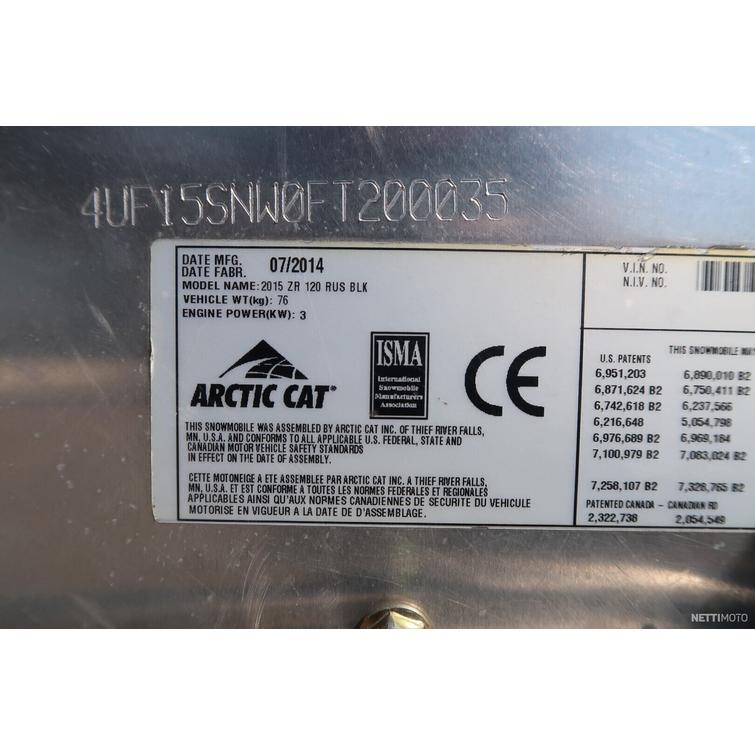 4UF15SNW0FT200035
DATE MFG.
DATE FABR. 07/2014
MODEL NAME:2015 ZR 120 RUS BLK
VEHICLE WT(kg): 76
ENGINE POWER(KW): 3
ARCTIC CAT®
ISMA
International
Snowmobile
Manufacturers
Association
CE
THIS SNOWMOBILE WAS ASSEMBLED BY ARCTIC CAT INC. OF THIEF RIVER FALLS,
MN, U.S.A. AND CONFORMS TO ALL APPLICABLE U.S. FEDERAL, STATE AND
CANADIAN MOTOR VEHICLE SAFETY STANDARDS
IN EFFECT ON THE DATE OF ASSEMBLY.
CETTE MOTONEIGE A ETE ASSEMBLEE PAR ARCTIC CAT INC. A THIEF RIVER FALLS,
MN, U.S.A. ET EST CONFORME A TOUTES LES NORMES FEDERALES ET REGIONALES
APPLICABLES AINSI QU'AUX NORMES CANADIENNES DE SECURITE DU VEHICULE
MOTORISE EN VIGUEUR A LA DATE DE D'ASSEMBLAGE.
V.I.N. NO.
N.I.V. NO.
THIS SNOWMOBILE
U.S. PATENTS
6,951,203 6,890,010 B2
6,871,624 B2 6,750,411 B2
6,742,618 B2 6,237,566
6,216,648 5,054,798
6,976,689 B2 6,969,184
7,100,979 B2 7,083,024 B2
7,258,107 B2 7,328,765 B2
PATENTED CANADA - CANADIAN RD
2,322,738 2,054,549
NETTIMOTO